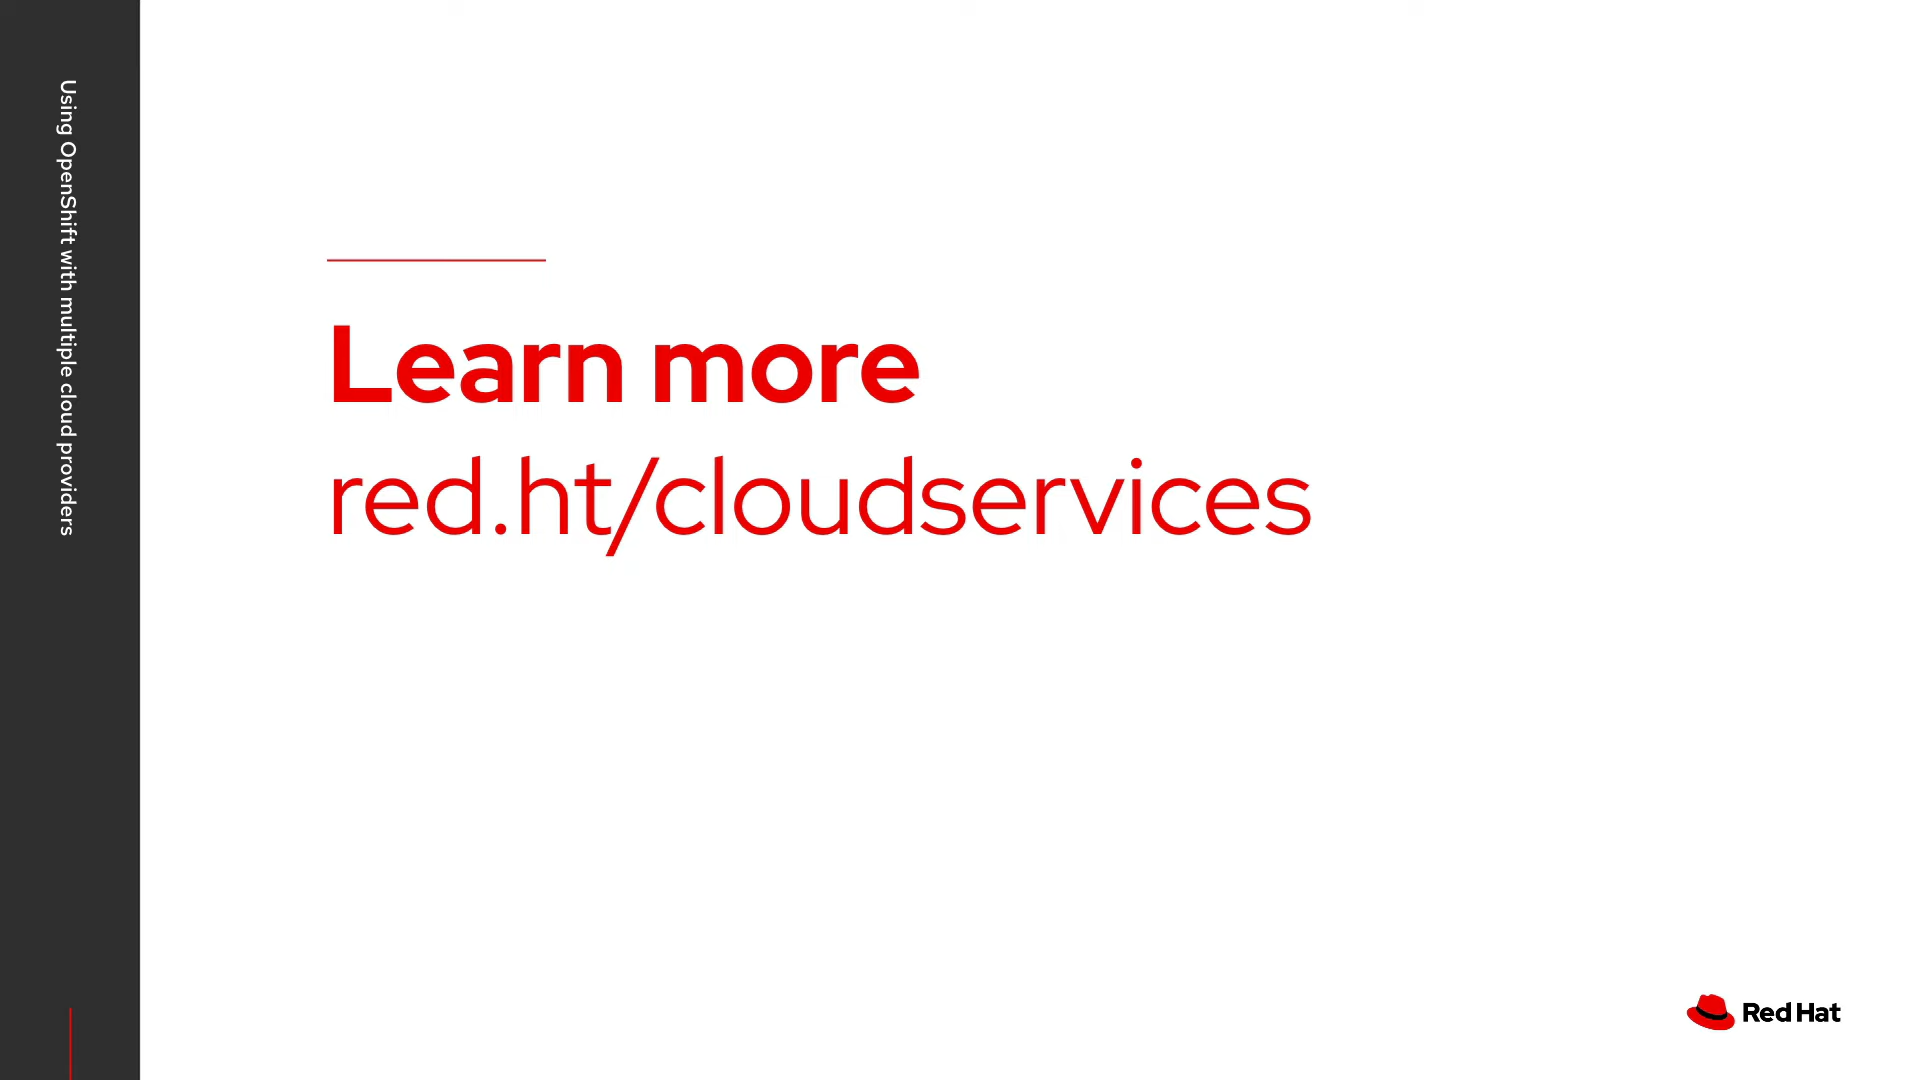 Using OpenShift with multiple cloud providers
Learn more
red.ht/cloudservices
Red Hat